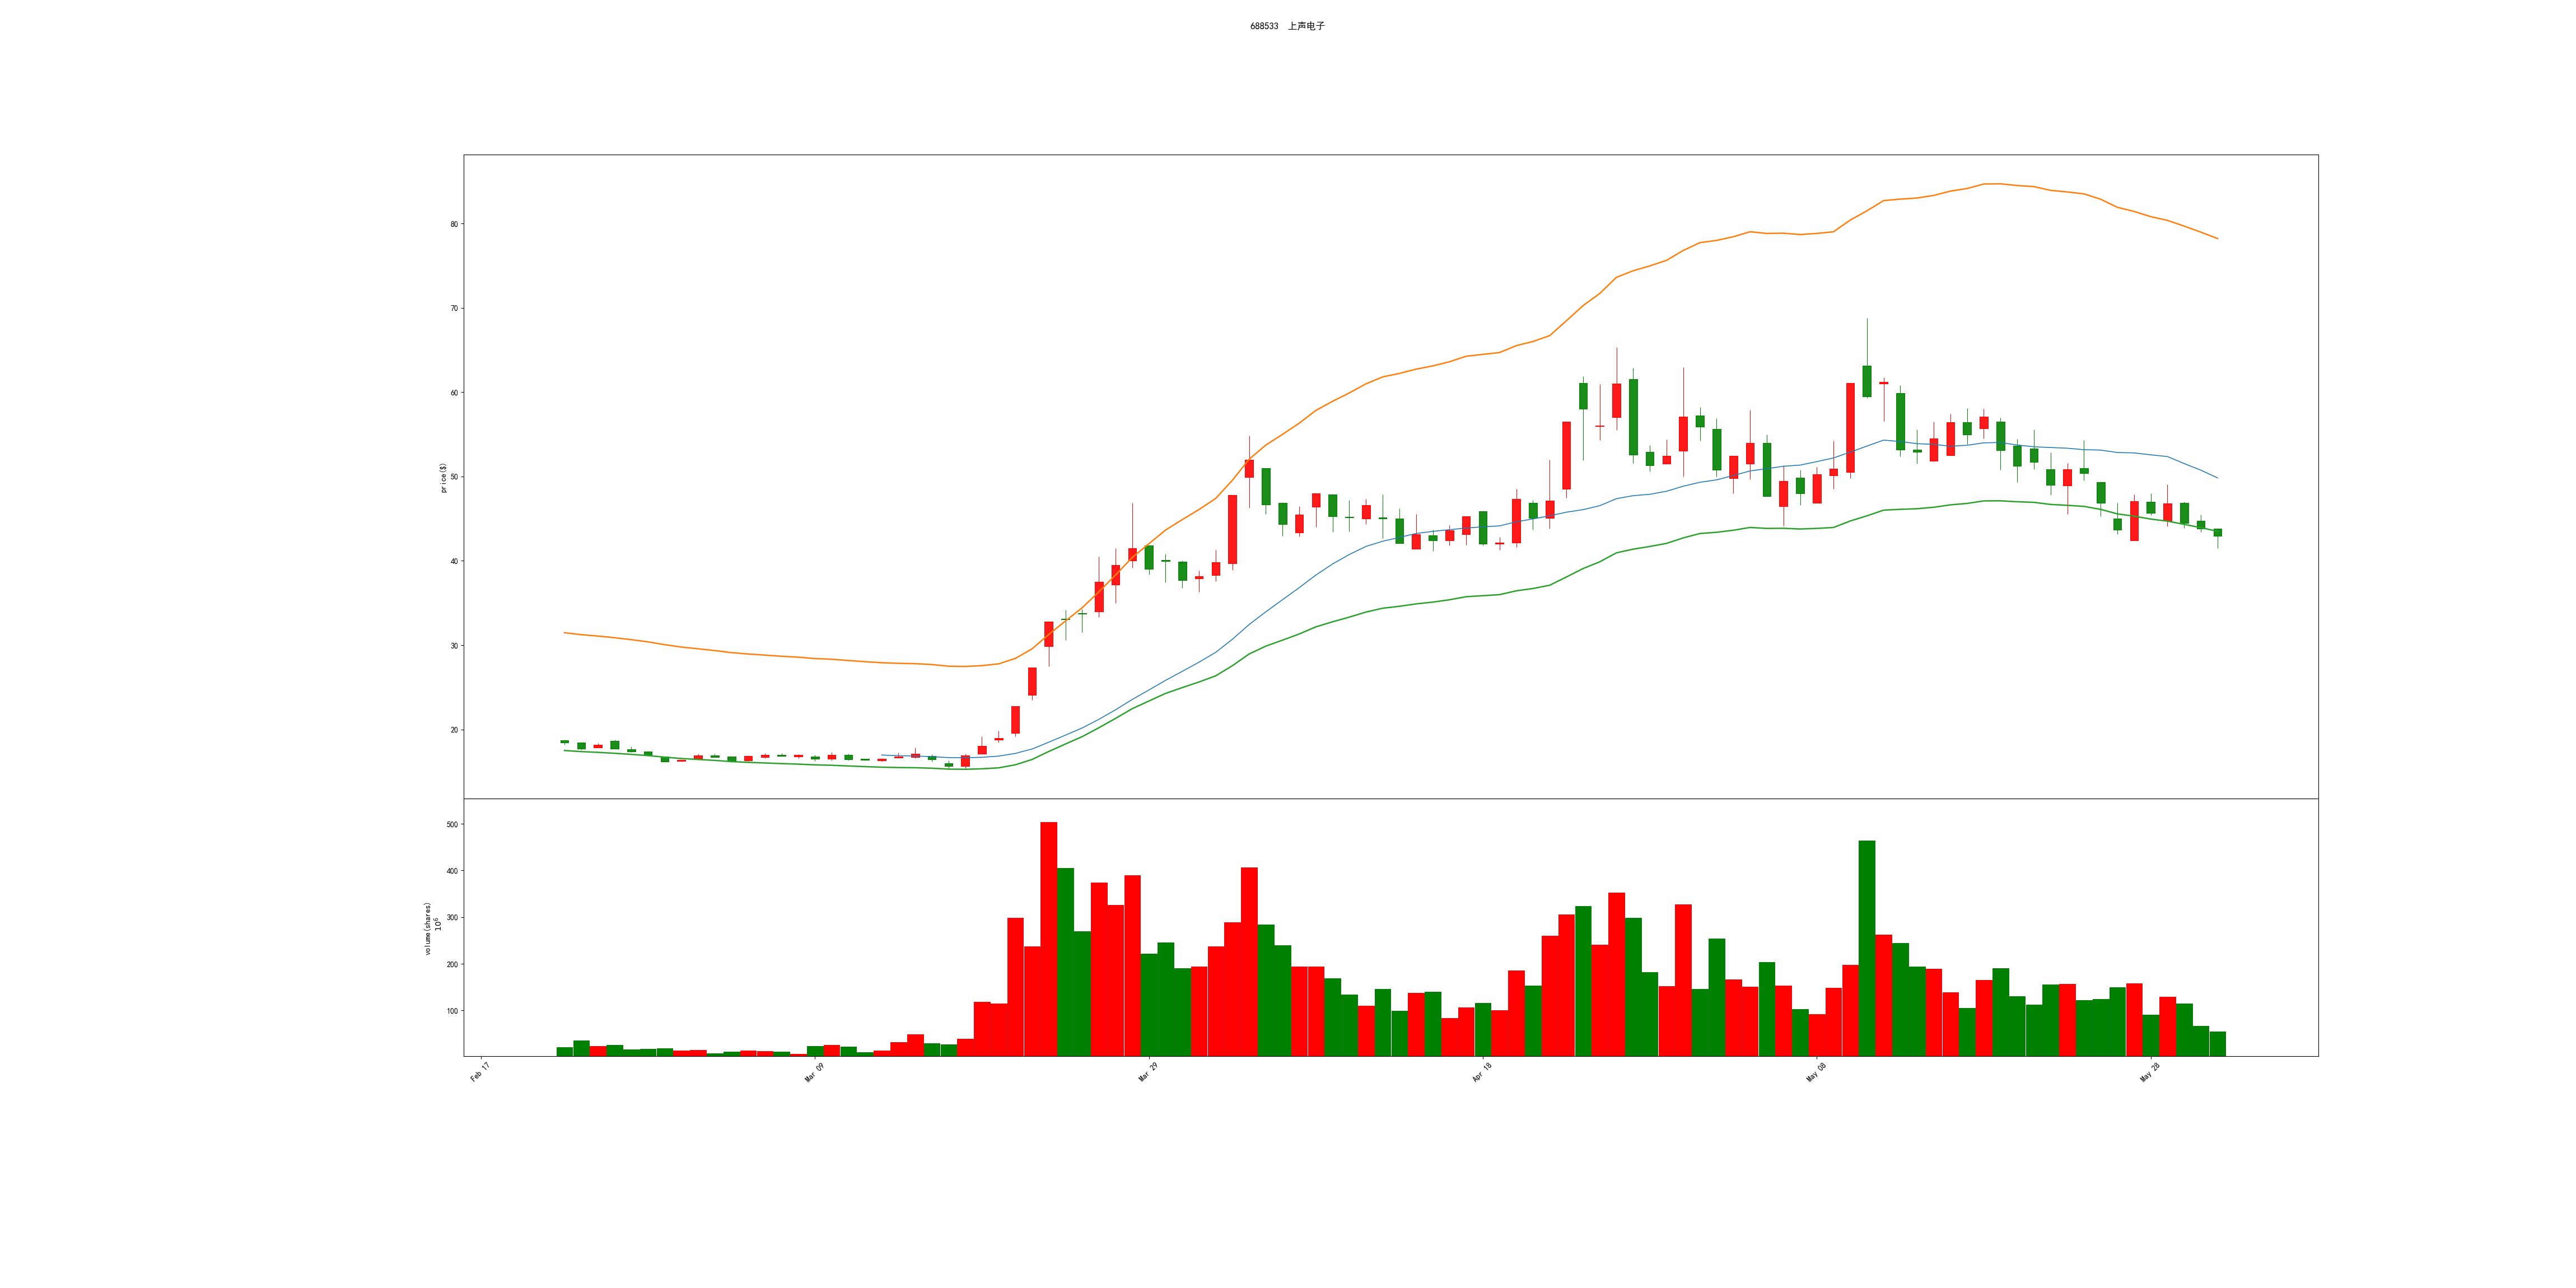 688533 上声电子
80
70
60
50
40
30
20
price($)
500
400
300
200
100
volume(shares)
10^6
Feb 17
Mar 09
Mar 29
Apr 18
May 08
May 28